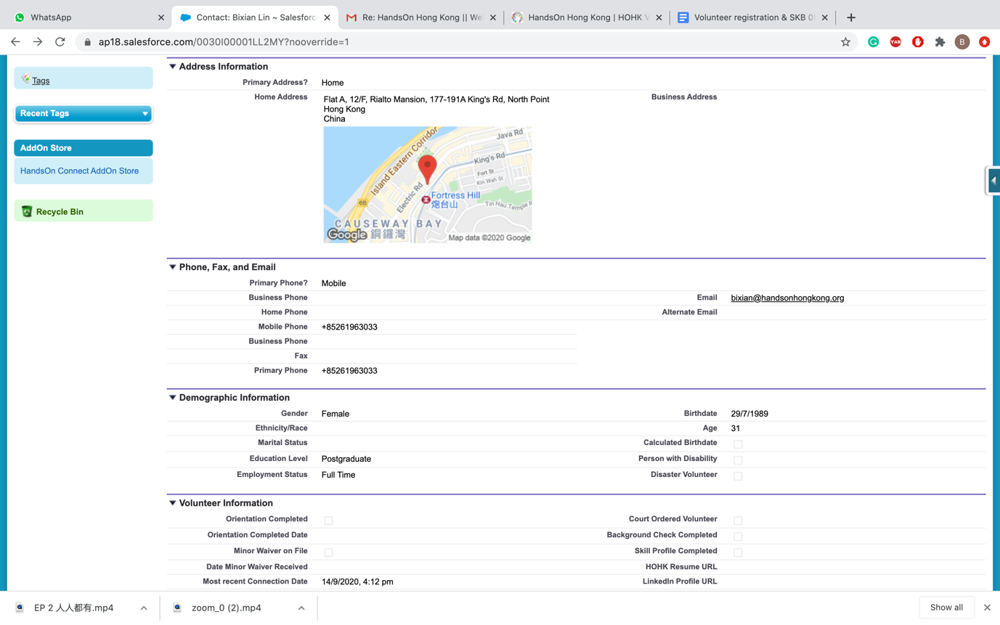 WhatsApp
Contact: Bixian Lin ~ Salesforc
Re: HandsOn Hong Kong || We
HandsOn Hong Kong | HOHK V
Volunteer registration & SKB 0
ap18.salesforce.com/0030I00001LL2MY?nooverride=1
YAB
B
Tags
Recent Tags
AddOn Store
HandsOn Connect AddOn Store
Recycle Bin
Address Information
Primary Address? Home
Home Address Flat A, 12/F, Rialto Mansion, 177-191A King's Rd, North Point
Hong Kong
China
Business Address
Island Eastern Corridor
Java Rd
King's Rd
Fort St
Kin Wah St
Electric Rd
6B
Fortress Hill
炮台山
Tin Hau Temple R
CAUSEWAY BAY
銅鑼灣
Google
Map data ©2020 Google
Phone, Fax, and Email
Primary Phone? Mobile
Business Phone
Email bixian@handsonhongkong.org
Home Phone
Alternate Email
Mobile Phone +85261963033
Business Phone
Fax
Primary Phone +85261963033
Demographic Information
Gender Female
Birthdate 29/7/1989
Ethnicity/Race
Age 31
Marital Status
Calculated Birthdate
Education Level Postgraduate
Person with Disability
Employment Status Full Time
Disaster Volunteer
Volunteer Information
Orientation Completed
Court Ordered Volunteer
Orientation Completed Date
Background Check Completed
Minor Waiver on File
Skill Profile Completed
Date Minor Waiver Received
HOHK Resume URL
Most recent Connection Date 14/9/2020, 4:12 pm
LinkedIn Profile URL
EP 2 人人都有.mp4
zoom_0 (2).mp4
Show all